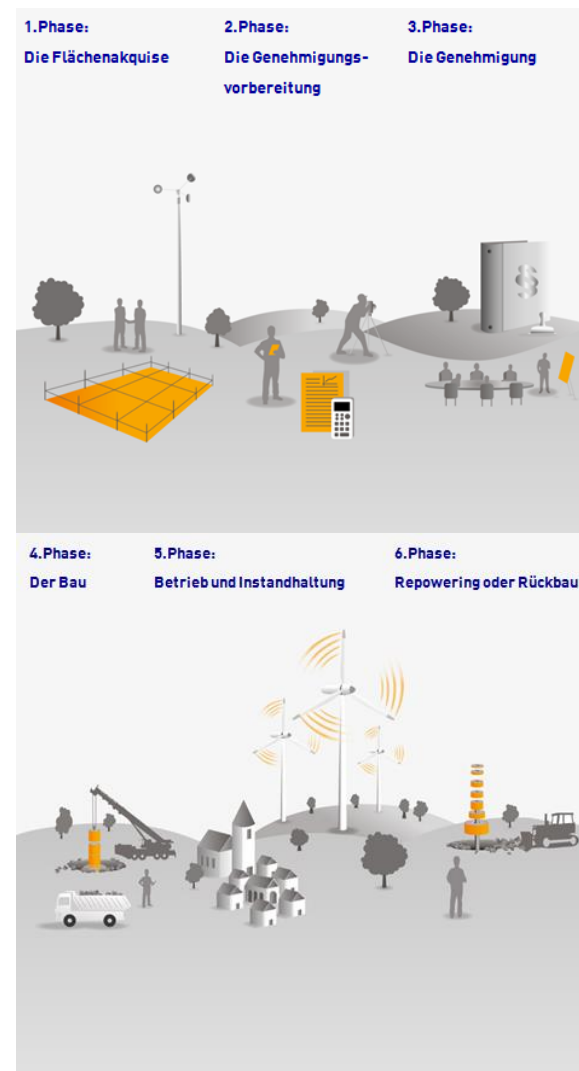 1.Phase:
Die Flächenakquise
2.Phase:
Die Genehmigungs-
vorbereitung
3.Phase:
Die Genehmigung
§
4.Phase:
Der Bau
5.Phase:
Betrieb und Instandhaltung
6.Phase:
Repowering oder Rückbau